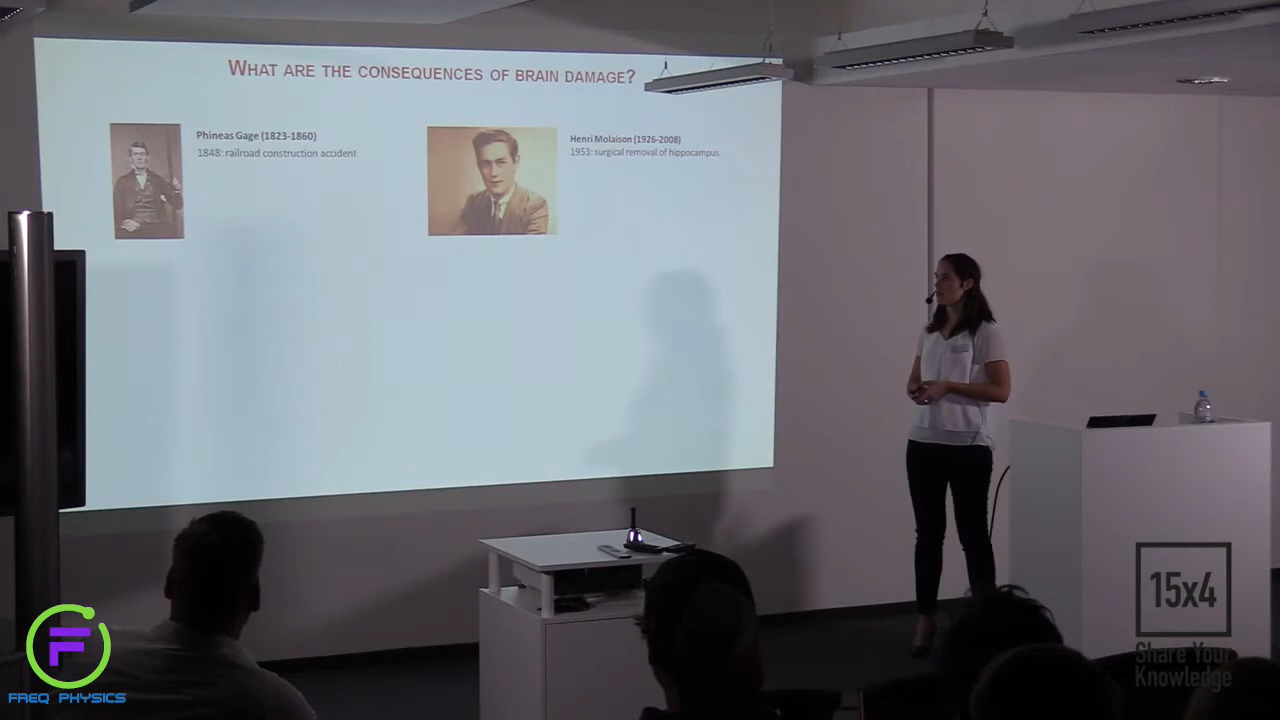 WHAT ARE THE CONSEQUENCES OF BRAIN DAMAGE?
Phineas Gage (1823-1860)
1848: railroad construction accident
Henri Molaison (1926-2008)
1953: surgical removal of hippocampus
15x4
Share Your
Knowledge
F
FREQ PHYSICS